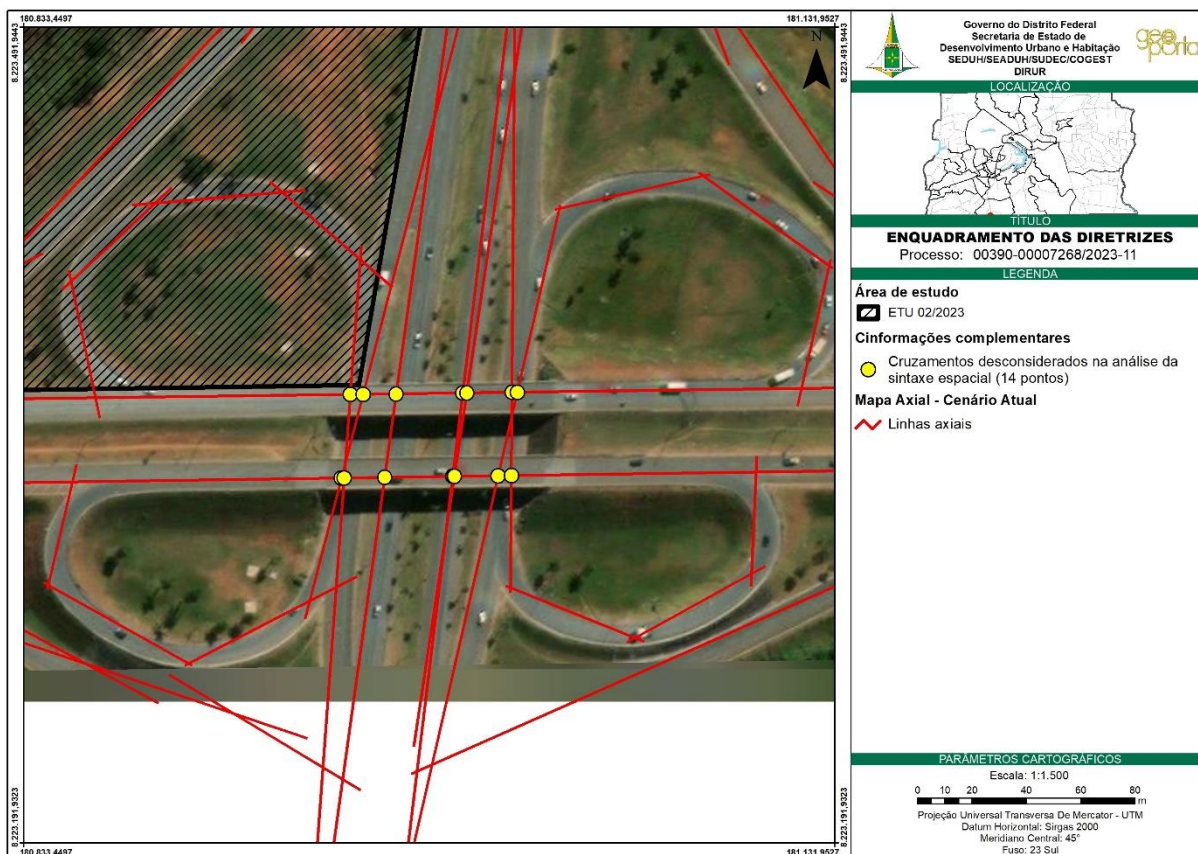 180.833,4497
181.131,9527
8.223.491,9443
8.223.491,9443
N
8.223.191,9323
8.223.191,9323
180.833,4497
181.131,9527
Governo do Distrito Federal
Secretaria de Estado de
Desenvolvimento Urbano e Habitação
SEDUH/SEADUH/SUDEC/COGEST
DIRUR
geo
portal
LOCALIZAÇÃO
TÍTULO
ENQUADRAMENTO DAS DIRETRIZES
Processo: 00390-00007268/2023-11
LEGENDA
Área de estudo
ETU 02/2023
Cinformações complementares
Cruzamentos desconsiderados na análise da
sintaxe espacial (14 pontos)
Mapa Axial - Cenário Atual
Linhas axiais
PARÂMETROS CARTOGRÁFICOS
Escala: 1:1.500
0 10 20 40 60 80
m
Projeção Universal Transversa De Mercator - UTM
Datum Horizontal: Sirgas 2000
Meridiano Central: 45°
Fuso: 23 Sul